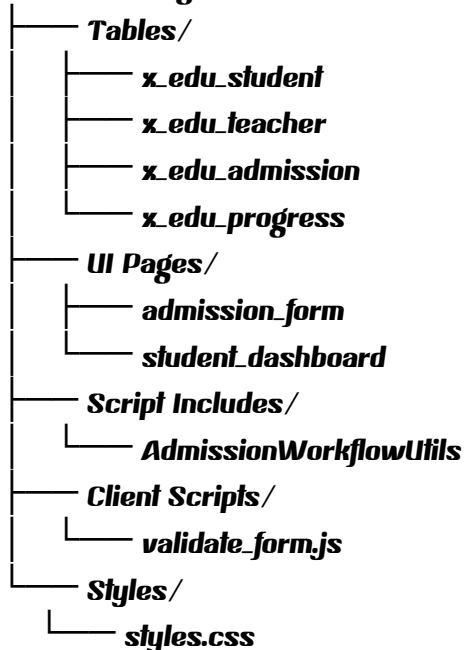 Tables/
x_edu_student
x_edu_teacher
x_edu_admission
x_edu_progress
UI Pages/
admission_form
student_dashboard
Script Includes/
AdmissionWorkflowUtils
Client Scripts/
validate_form.js
Styles/
styles.css